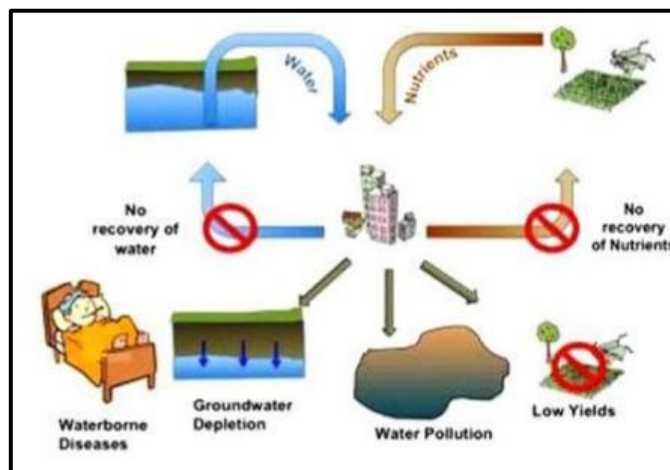 Water
Nutrients
No
recovery of
water
No
recovery
of Nutrients
Waterborne
Diseases
Groundwater
Depletion
Water Pollution
Low Yields